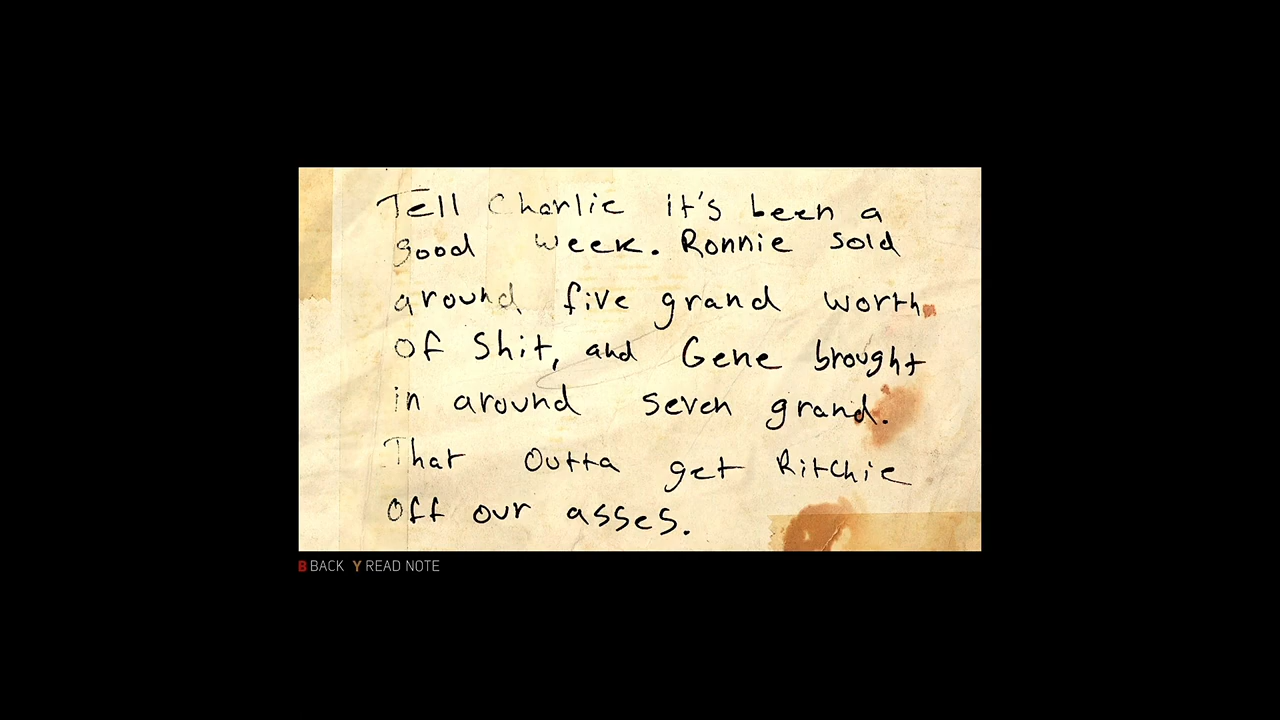 Tell Charlie it's been a
good week. Ronnie sold
around five grand worth
of Shit, and Gene brought
in around seven grand.
That Outta get Ritchie
Off our asses.
B BACK Y READ NOTE